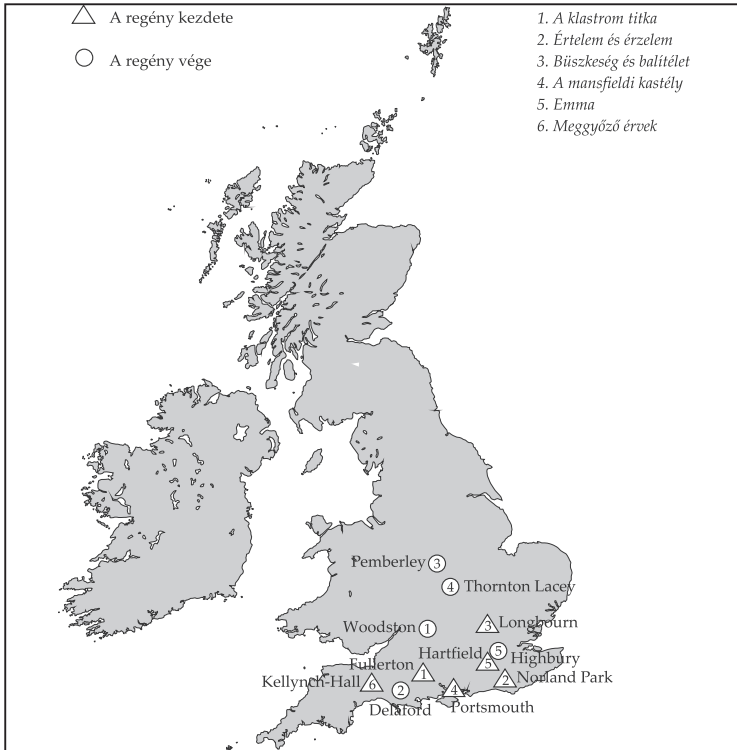 A regény kezdete
A regény vége
1. A klastrom titka
2. Értelem és érzelem
3. Büszkeség és balítélet
4. A mansfieldi kastély
5. Emma
6. Meggyőző érvek
Pemberley 3
4 Thornton Lacey
Woodston 1
3 Longbourn
Hartfield 5
5 Highbury
Fullerton 1
Kellynch-Hall 6
2 Norland Park
2 Delaford
4 Portsmouth